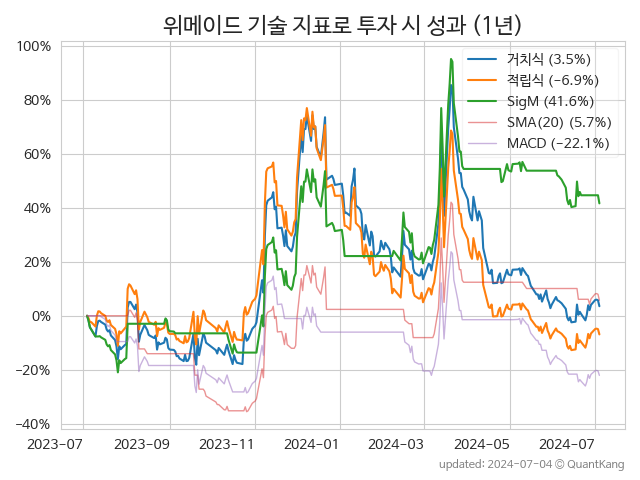 위메이드 기술 지표로 투자 시 성과 (1년)
100%
80%
60%
40%
20%
0%
−20%
−40%
거치식 (3.5%)
적립식 (−6.9%)
SigM (41.6%)
SMA(20) (5.7%)
MACD (−22.1%)
2023-07
2023-09
2023-11
2024-01
2024-03
2024-05
2024-07
updated: 2024-07-04 © QuantKang